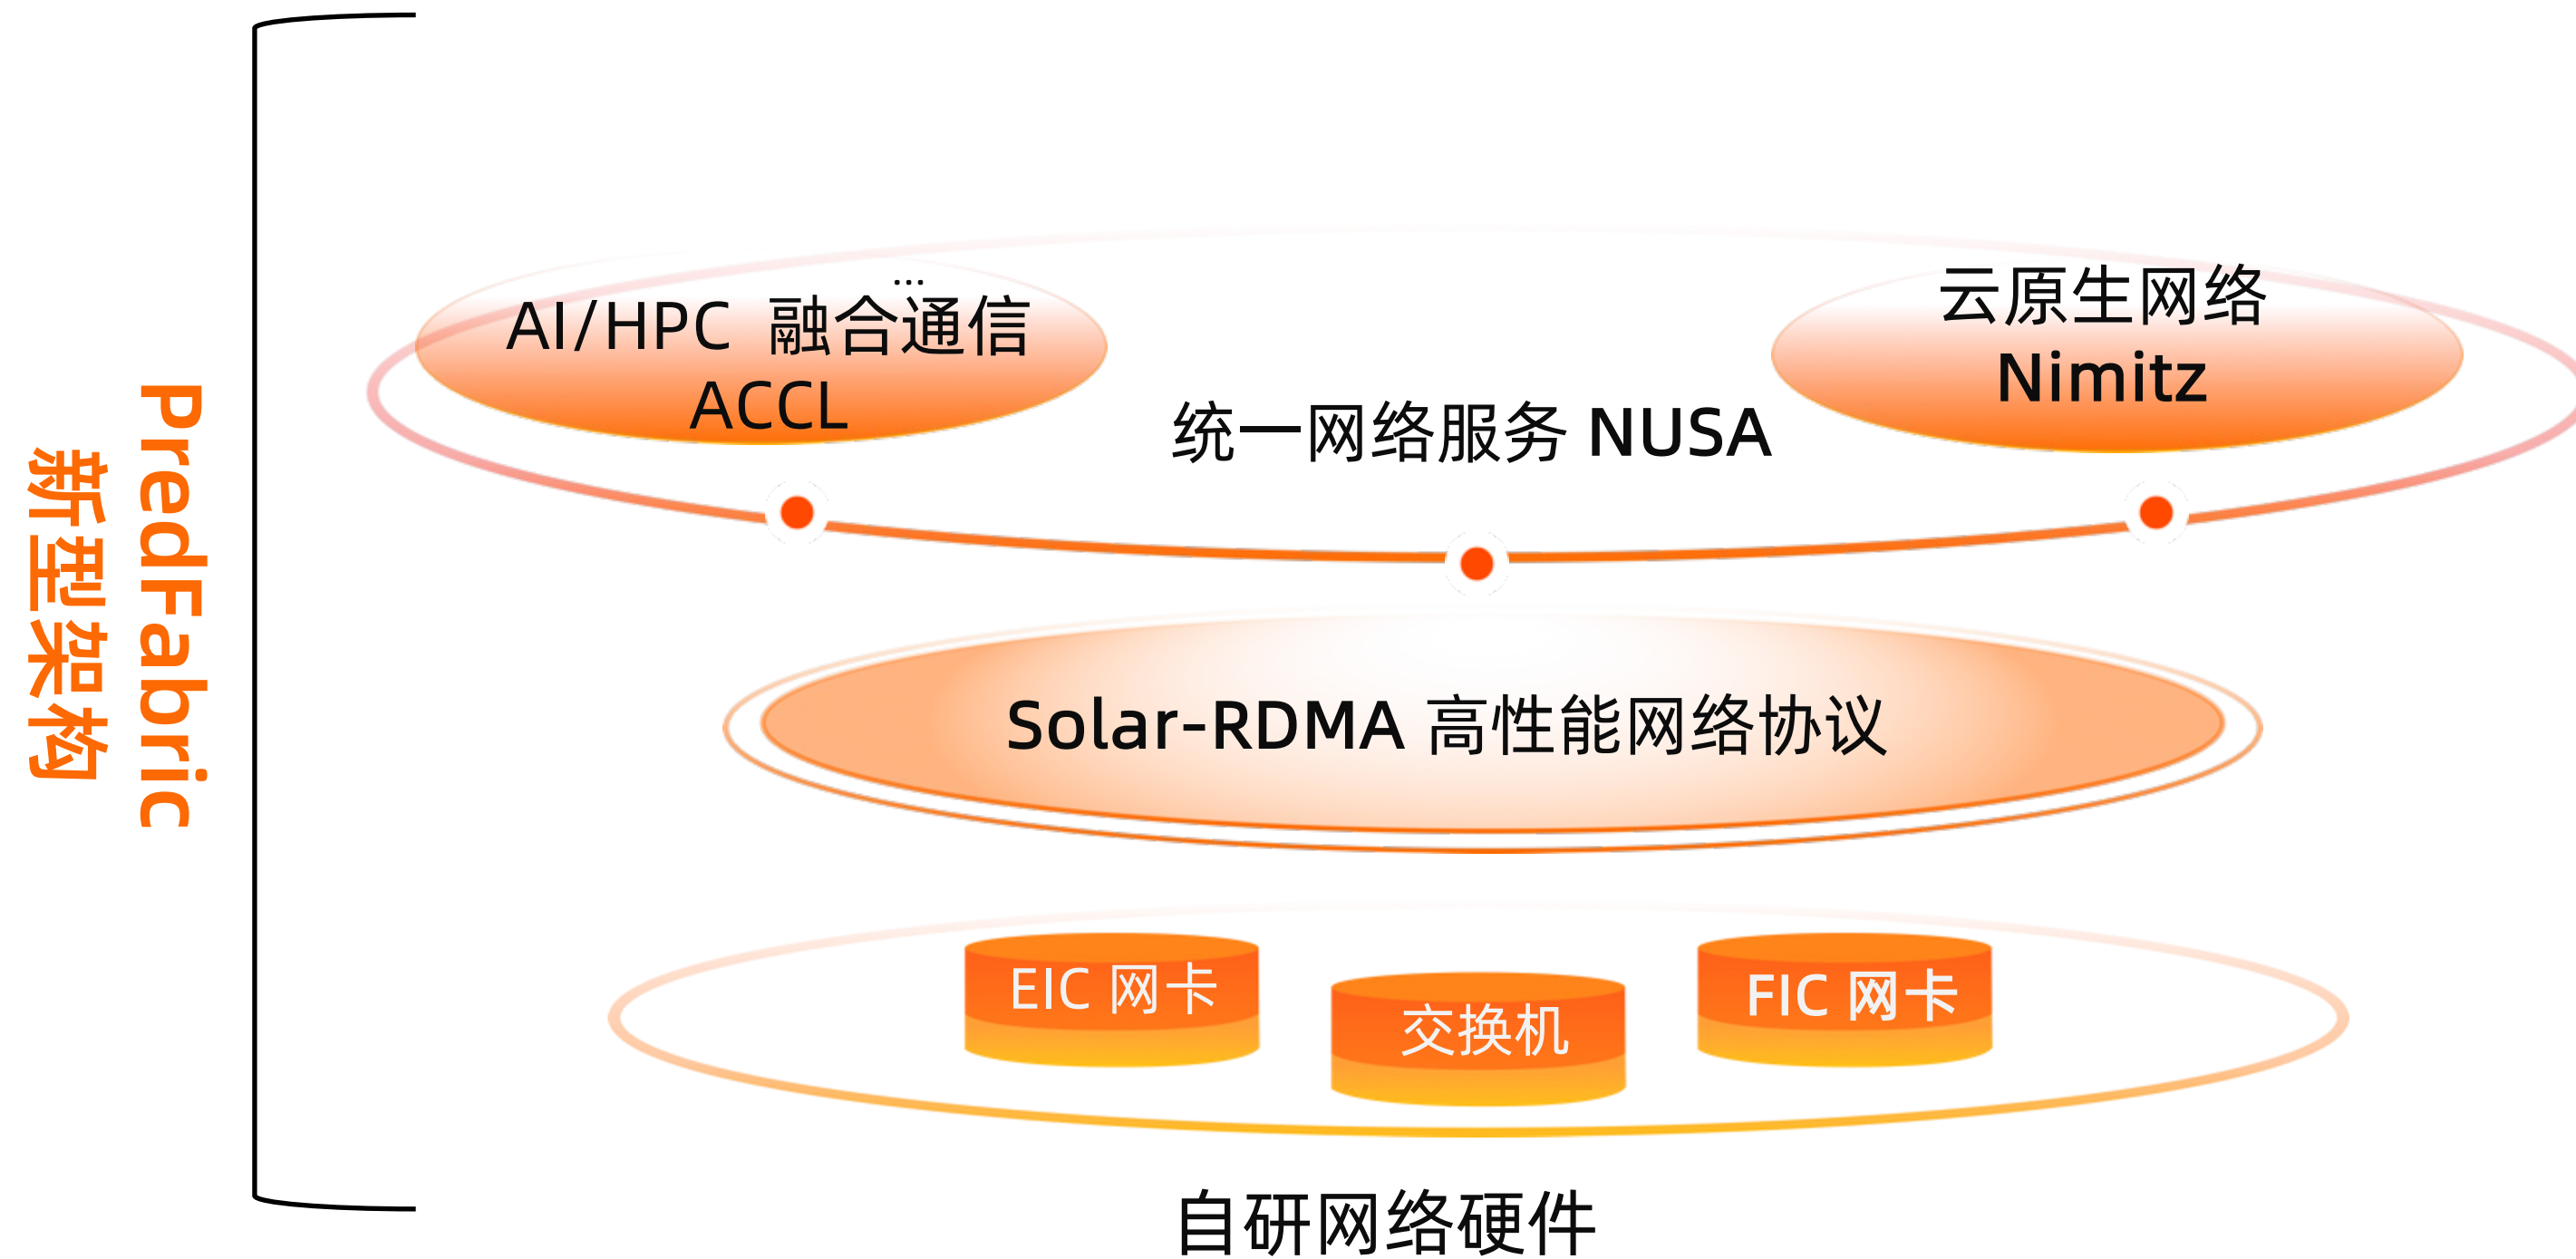 PredFabric
新型架构
...
AI/HPC 融合通信
ACCL
云原生网络
Nimitz
统一网络服务 NUSA
Solar-RDMA 高性能网络协议
EIC 网卡
交换机
FIC 网卡
自研网络硬件